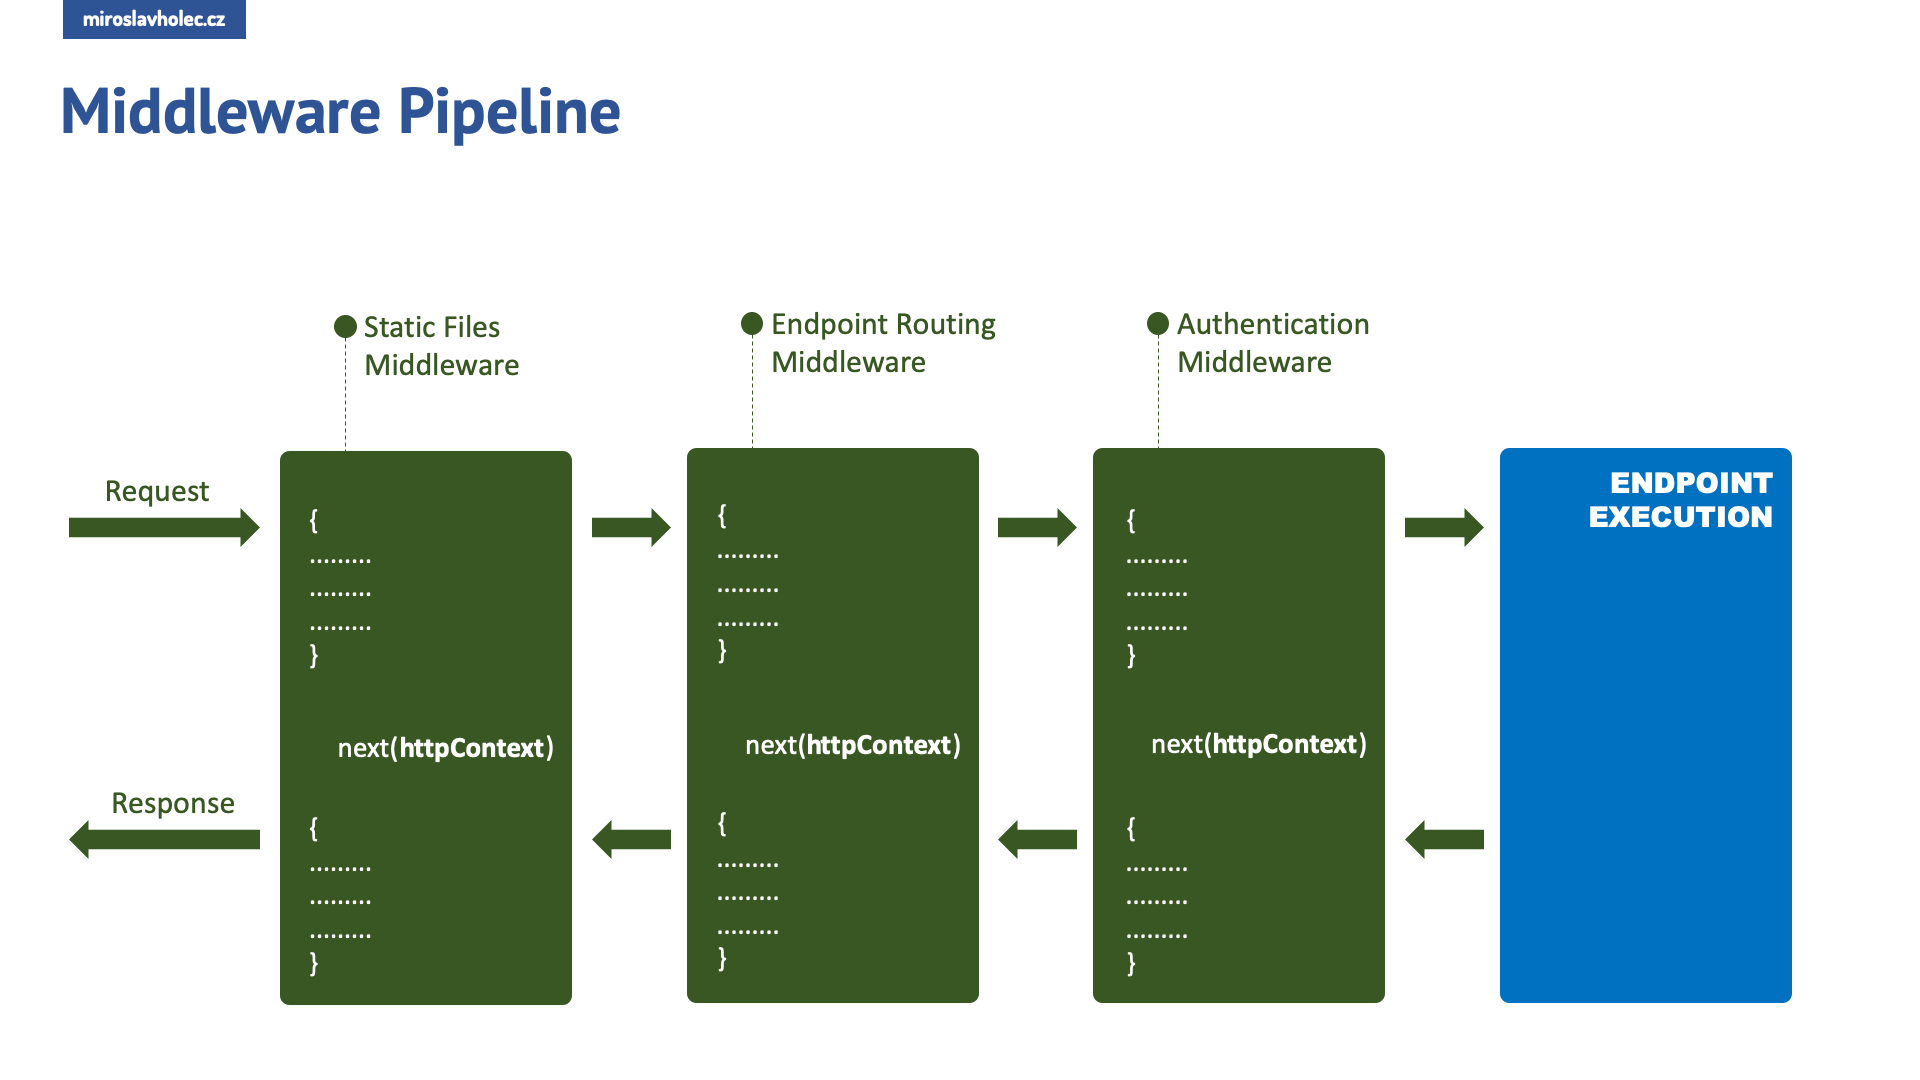 miroslavholec.cz
Middleware Pipeline
Static Files
Middleware
Endpoint Routing
Middleware
Authentication
Middleware
Request
Response
{
.........
.........
.........
}
next(httpContext)
{
.........
.........
.........
}
{
.........
.........
.........
}
next(httpContext)
{
.........
.........
.........
}
{
.........
.........
.........
}
next(httpContext)
{
.........
.........
.........
}
ENDPOINT
EXECUTION